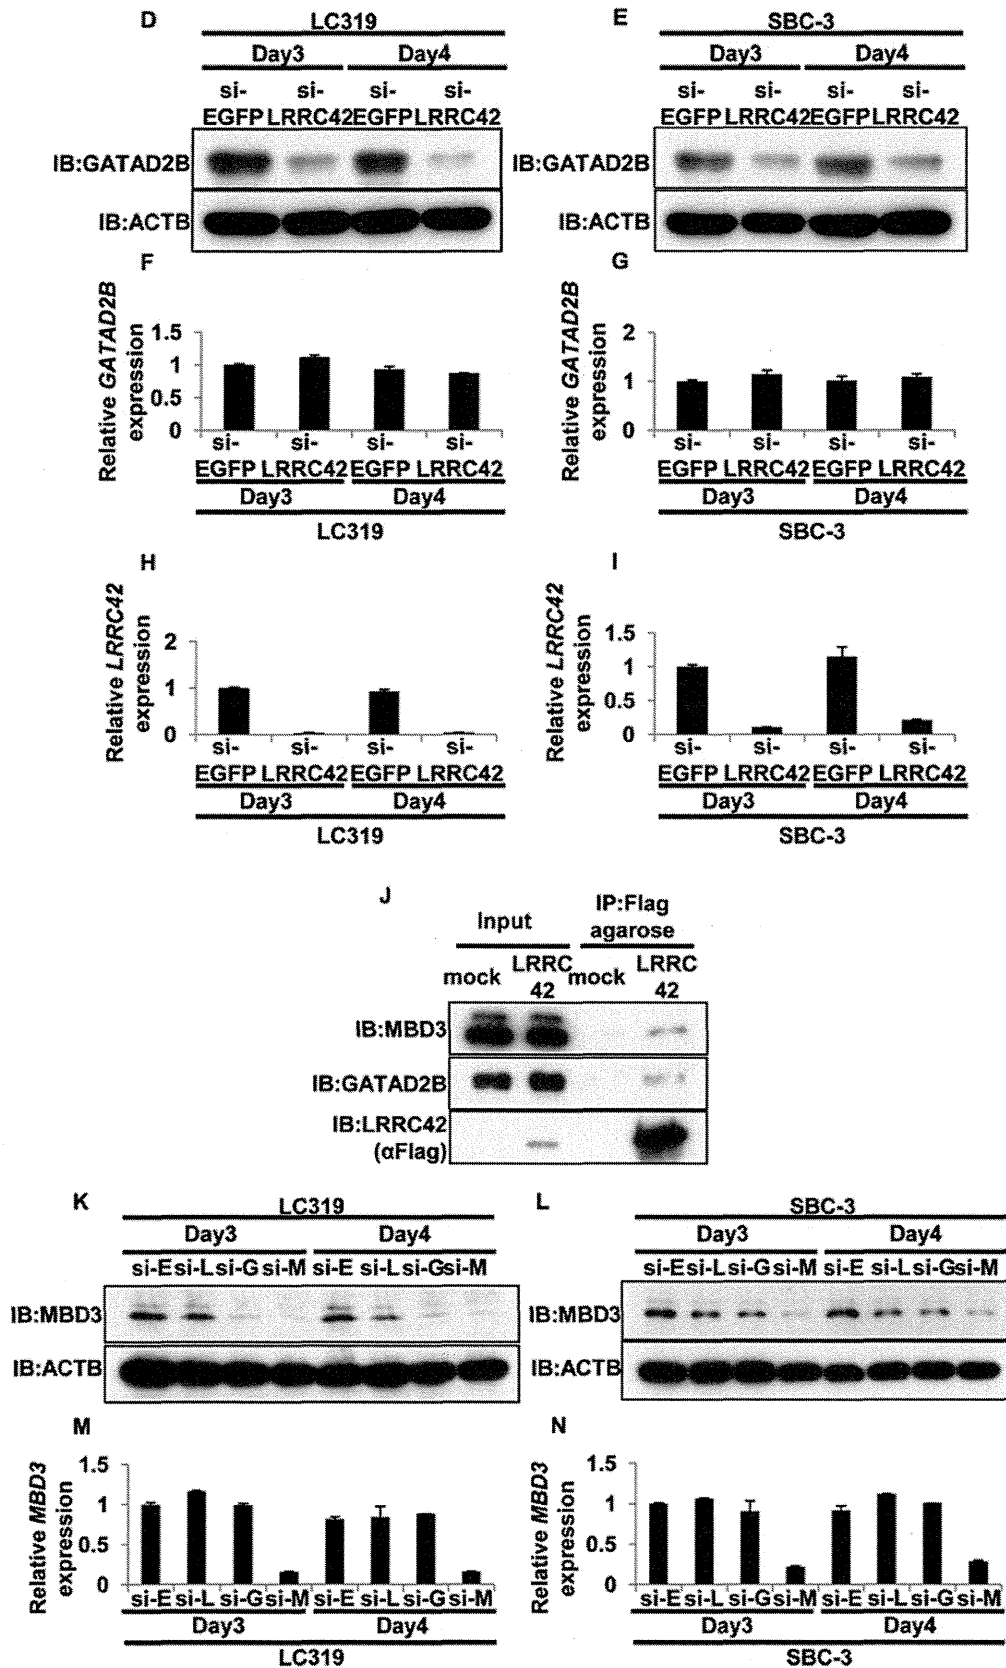 D
LC319
Day3 Day4
si- si- si- si-
EGFP LRRC42 EGFP LRRC42
IB:GATAD2B
IB:ACTB
E
SBC-3
Day3 Day4
si- si- si- si-
EGFP LRRC42 EGFP LRRC42
IB:GATAD2B
IB:ACTB
F
Relative GATAD2B
expression
1.5
1
0.5
0
si- si- si- si-
EGFP LRRC42 EGFP LRRC42
Day3 Day4
LC319
G
Relative GATAD2B
expression
2
1
0
si- si- si- si-
EGFP LRRC42 EGFP LRRC42
Day3 Day4
SBC-3
H
Relative LRRC42
expression
2
1
0
si- si- si- si-
EGFP LRRC42 EGFP LRRC42
Day3 Day4
LC319
I
Relative LRRC42
expression
1.5
1
0.5
0
si- si- si- si-
EGFP LRRC42 EGFP LRRC42
Day3 Day4
SBC-3
J
Input
IP:Flag
agarose
mock LRRC
42
mock LRRC
42
IB:MBD3
IB:GATAD2B
IB:LRRC42
(αFlag)
K
LC319
Day3 Day4
si-E si-L si-G si-M si-E si-L si-G si-M
IB:MBD3
IB:ACTB
L
SBC-3
Day3 Day4
si-E si-L si-G si-M si-E si-L si-G si-M
IB:MBD3
IB:ACTB
M
Relative MBD3
expression
1.5
1
0.5
0
si-E si-L si-G si-M si-E si-L si-G si-M
Day3 Day4
LC319
N
Relative MBD3
expression
1.5
1
0.5
0
si-E si-L si-G si-M si-E si-L si-G si-M
Day3 Day4
SBC-3